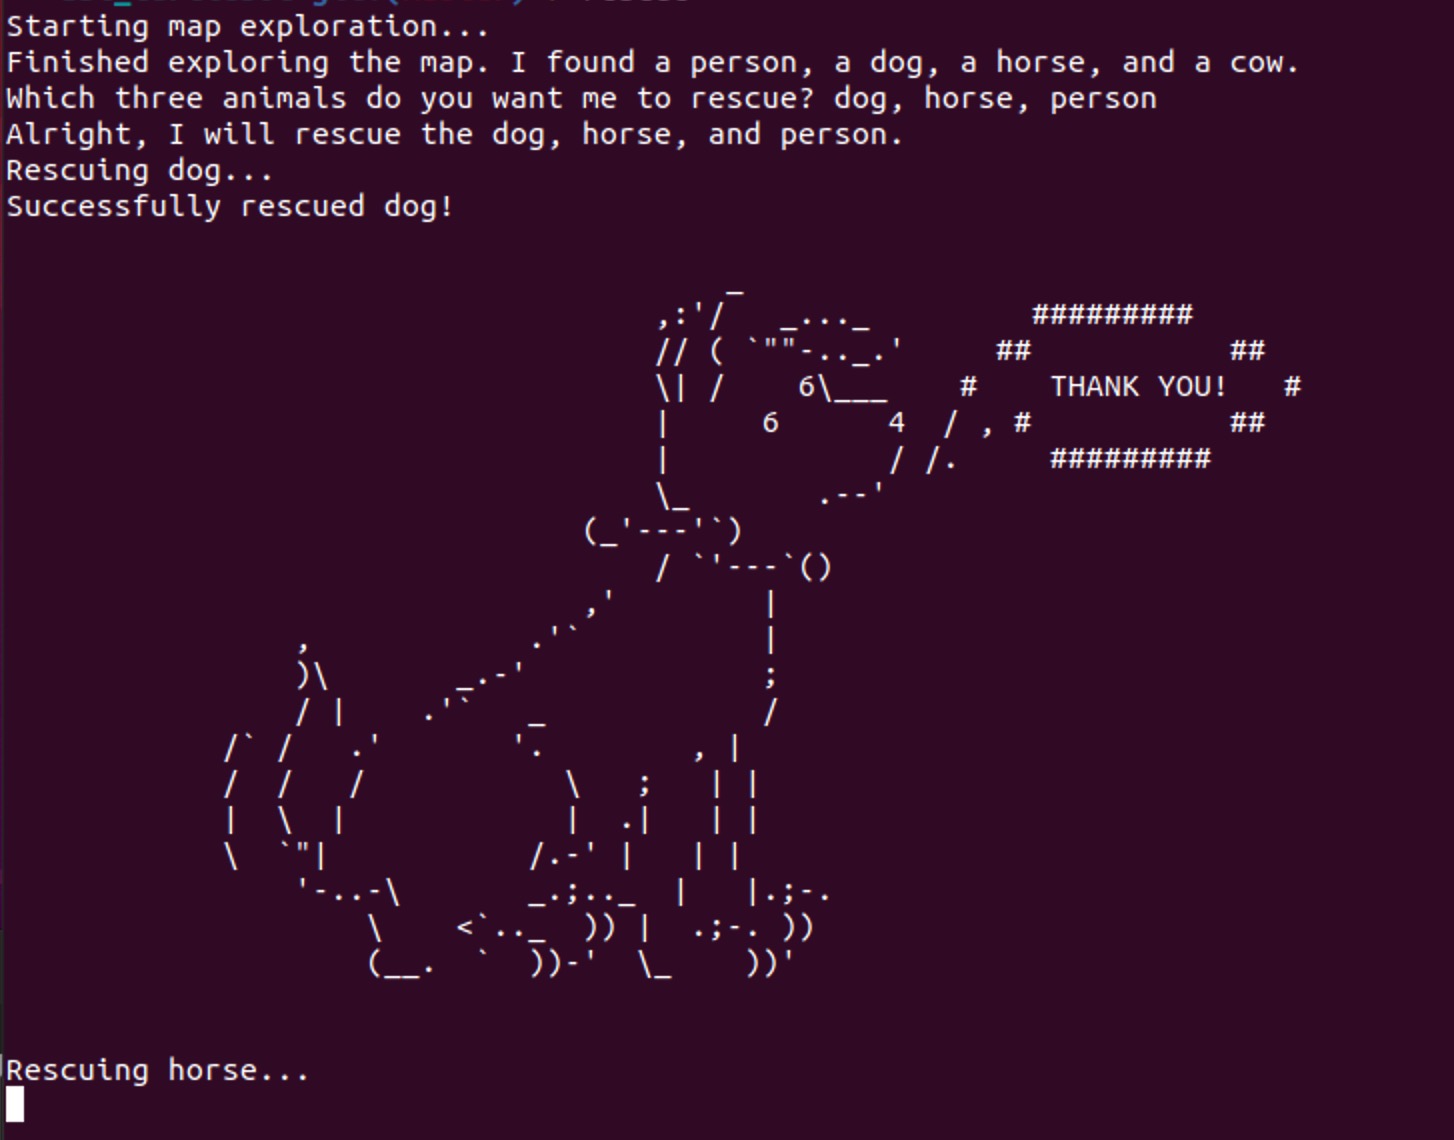 Starting map exploration...
Finished exploring the map. I found a person, a dog, a horse, and a cow.
Which three animals do you want me to rescue? dog, horse, person
Alright, I will rescue the dog, horse, and person.
Rescuing dog...
Successfully rescued dog!
THANK YOU!
Rescuing horse...